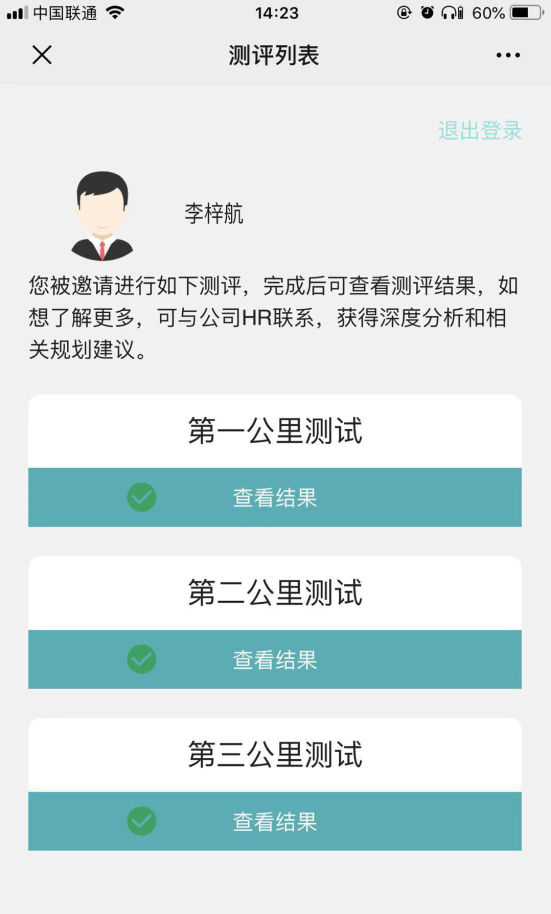 中国联通 14:23 60%
测评列表
退出登录
李梓航
您被邀请进行如下测评，完成后可查看测评结果，如
想了解更多，可与公司HR联系，获得深度分析和相
关规划建议。
第一公里测试
查看结果
第二公里测试
查看结果
第三公里测试
查看结果